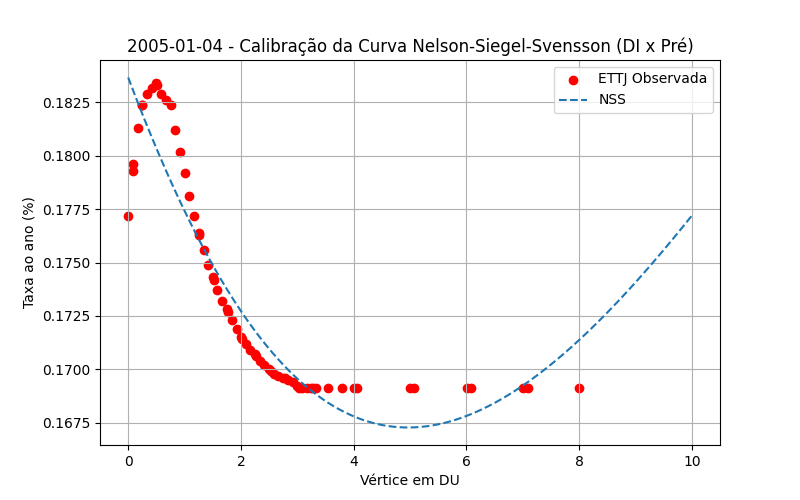 2005-01-04 - Calibração da Curva Nelson-Siegel-Svensson (DI x Pré)
ETTJ Observada
NSS
Taxa ao ano (%)
0.1825
0.1800
0.1775
0.1750
0.1725
0.1700
0.1675
0 2 4 6 8 10
Vértice em DU